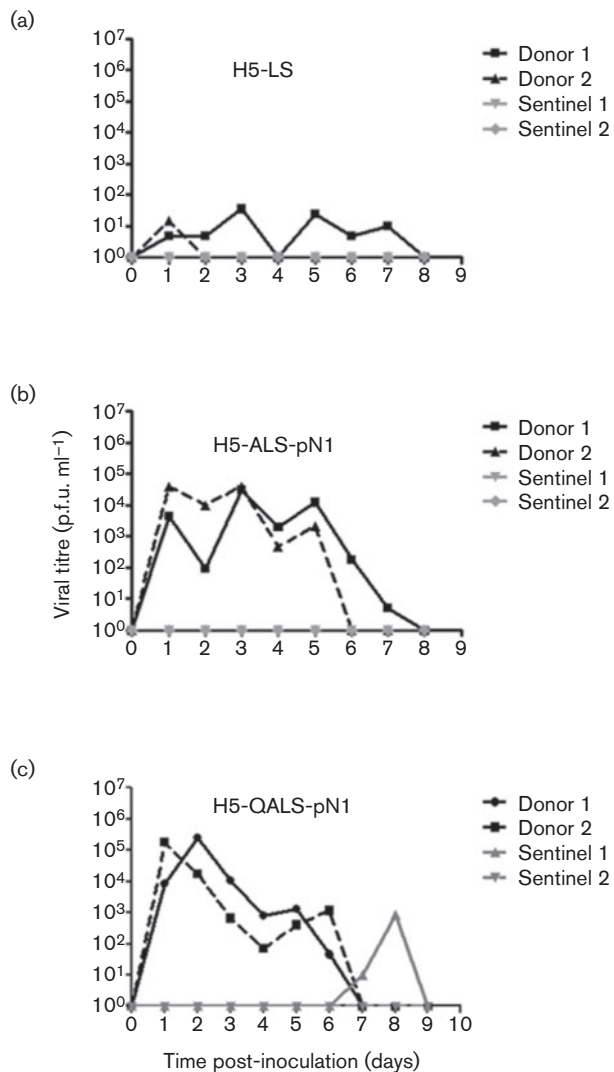 (a)
H5-LS
10⁷
10⁶
10⁵
10⁴
10³
10²
10¹
10⁰
0 1 2 3 4 5 6 7 8 9
Donor 1
Donor 2
Sentinel 1
Sentinel 2
(b)
H5-ALS-pN1
10⁷
10⁶
10⁵
10⁴
10³
10²
10¹
10⁰
0 1 2 3 4 5 6 7 8 9
Donor 1
Donor 2
Sentinel 1
Sentinel 2
Viral titre (p.f.u. ml⁻¹)
(c)
H5-QALS-pN1
10⁷
10⁶
10⁵
10⁴
10³
10²
10¹
10⁰
0 1 2 3 4 5 6 7 8 9 10
Donor 1
Donor 2
Sentinel 1
Sentinel 2
Time post-inoculation (days)